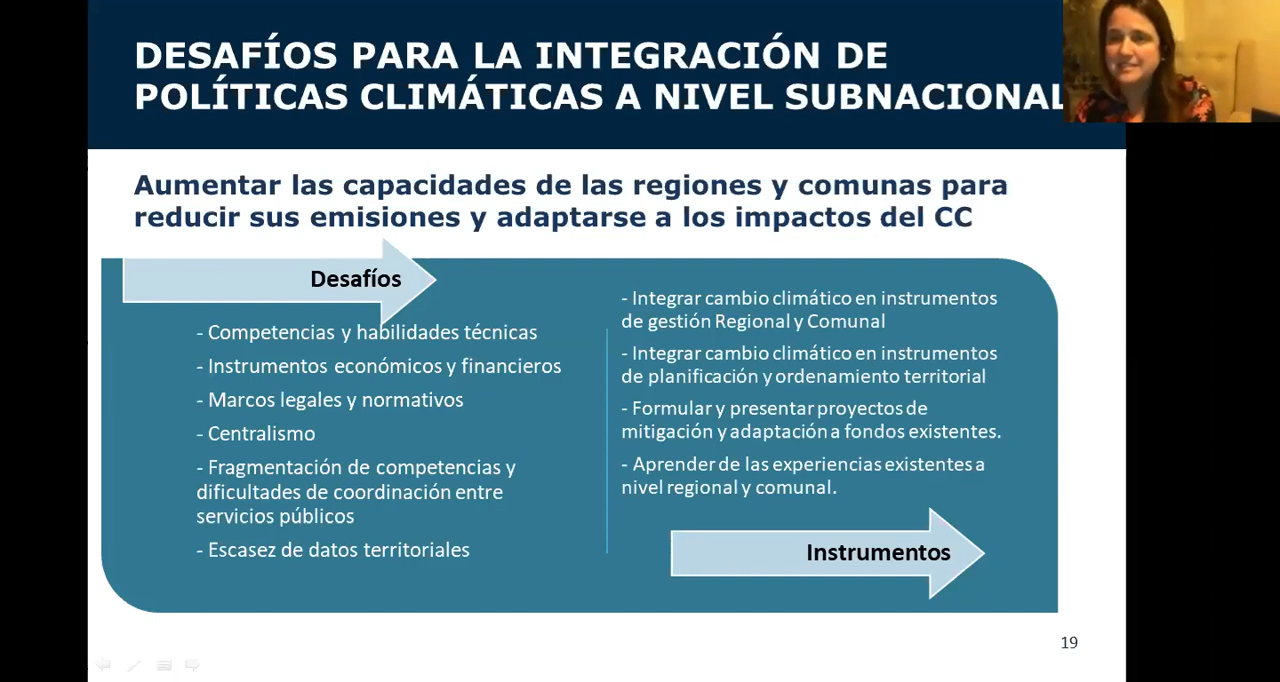 DESAFÍOS PARA LA INTEGRACIÓN DE
POLÍTICAS CLIMÁTICAS A NIVEL SUBNACIONAL
Aumentar las capacidades de las regiones y comunas para
reducir sus emisiones y adaptarse a los impactos del CC
Desafíos
- Competencias y habilidades técnicas
- Instrumentos económicos y financieros
- Marcos legales y normativos
- Centralismo
- Fragmentación de competencias y
dificultades de coordinación entre
servicios públicos
- Escasez de datos territoriales
- Integrar cambio climático en instrumentos
de gestión Regional y Comunal
- Integrar cambio climático en instrumentos
de planificación y ordenamiento territorial
- Formular y presentar proyectos de
mitigación y adaptación a fondos existentes.
- Aprender de las experiencias existentes a
nivel regional y comunal.
Instrumentos
19